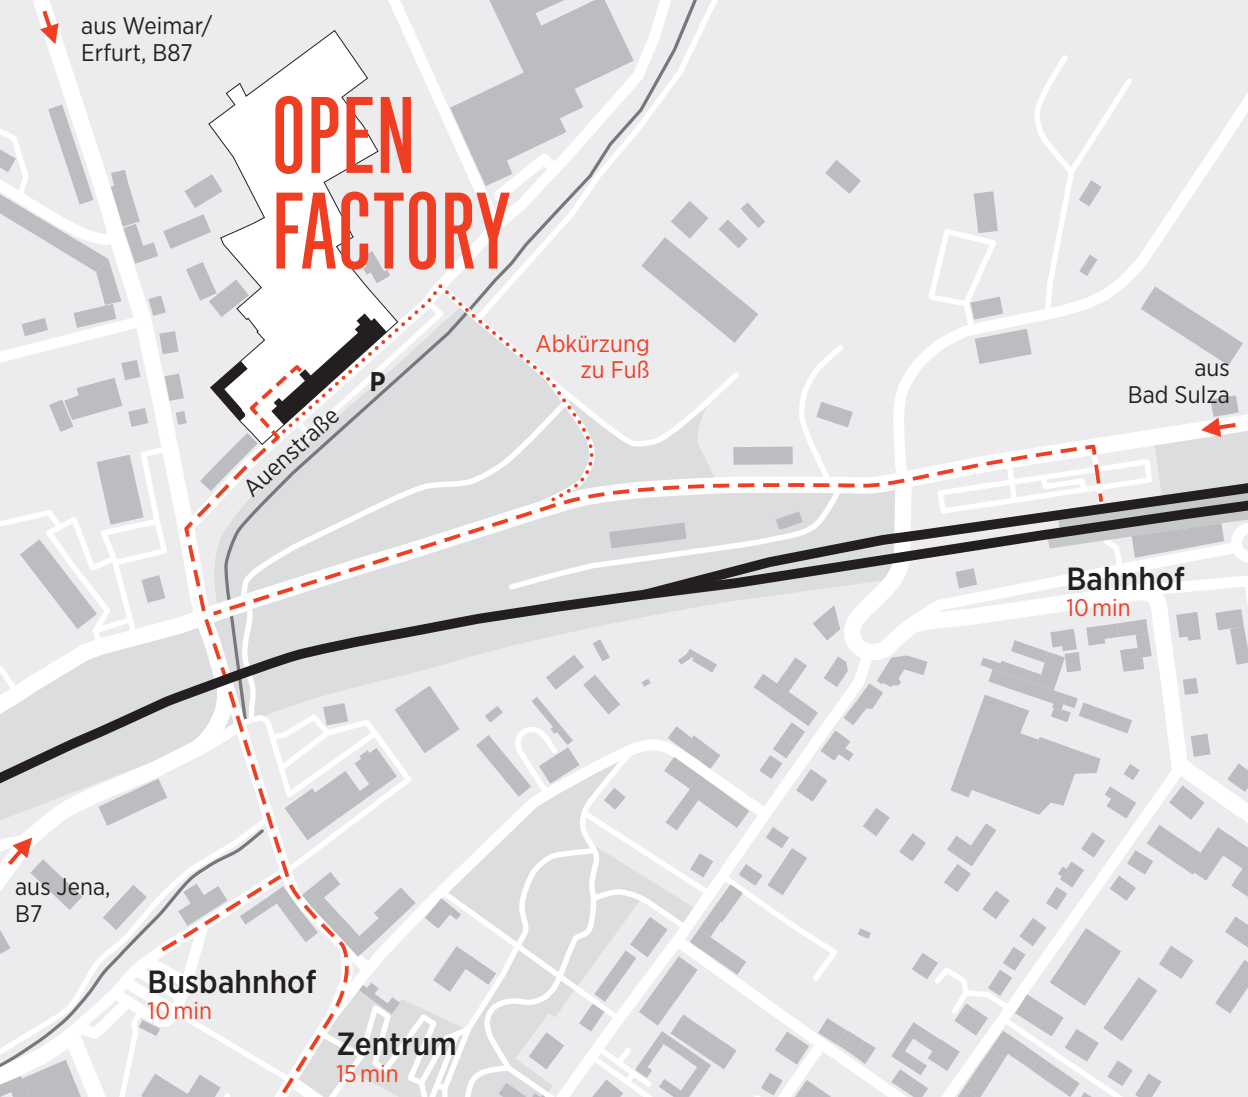 aus Weimar/
Erfurt, B87
OPEN
FACTORY
Abkürzung
zu Fuß
P
aus
Bad Sulza
Auenstraße
Bahnhof
10 min
aus Jena,
B7
Busbahnhof
10 min
Zentrum
15 min